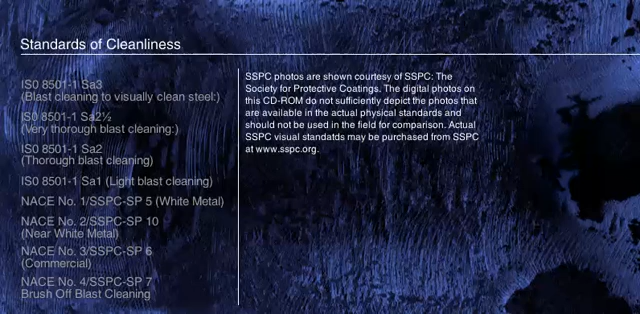 Standards of Cleanliness
IS0 8501-1 Sa3
(Blast cleaning to visually clean steel:)
IS0 8501-1 Sa2½
(Very thorough blast cleaning:)
IS0 8501-1 Sa2
(Thorough blast cleaning)
IS0 8501-1 Sa1 (Light blast cleaning)
NACE No. 1/SSPC-SP 5 (White Metal)
NACE No. 2/SSPC-SP 10
(Near White Metal)
NACE No. 3/SSPC-SP 6
(Commercial)
NACE No. 4/SSPC-SP 7
Brush Off Blast Cleaning
SSPC photos are shown courtesy of SSPC: The
Society for Protective Coatings. The digital photos on
this CD-ROM do not sufficiently depict the photos that
are available in the actual physical standards and
should not be used in the field for comparison. Actual
SSPC visual standatds may be purchased from SSPC
at www.sspc.org.